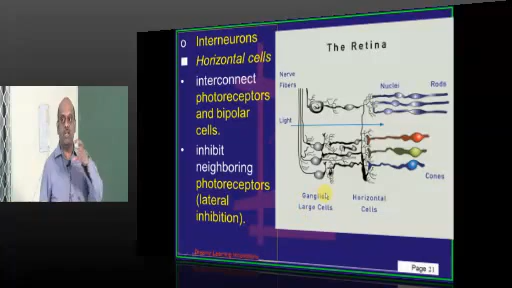 Interneurons
Horizontal cells
interconnect
photoreceptors
and bipolar
cells.
inhibit
neighboring
photoreceptors
(lateral
inhibition).
The Retina
Nerve
Fibers
Nuclei
Rods
Light
Cones
Large Cells
Horizontal
Cells
Page 21